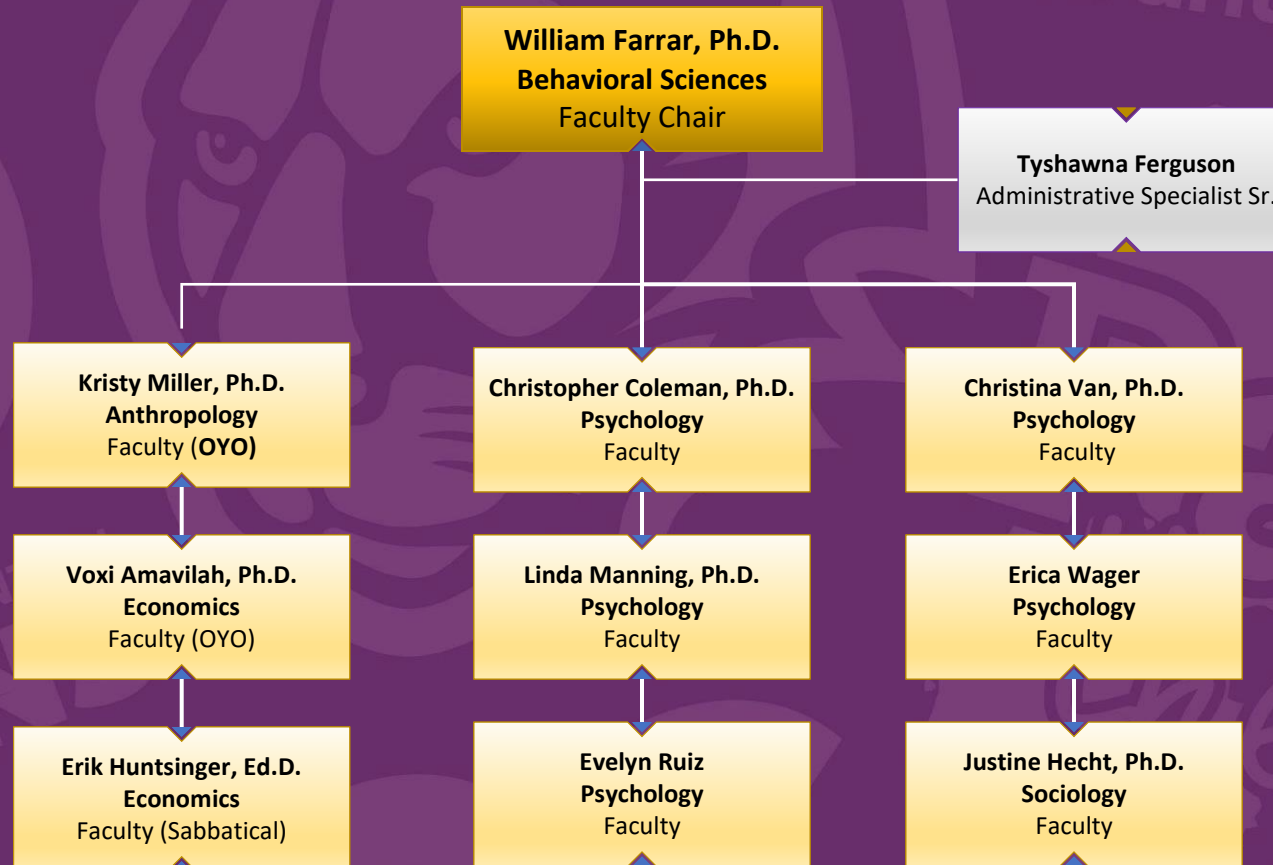 William Farrar, Ph.D.
Behavioral Sciences
Faculty Chair
Tyshawna Ferguson
Administrative Specialist Sr.
Kristy Miller, Ph.D.
Anthropology
Faculty (OYO)
Christopher Coleman, Ph.D.
Psychology
Faculty
Christina Van, Ph.D.
Psychology
Faculty
Voxi Amavilah, Ph.D.
Economics
Faculty (OYO)
Linda Manning, Ph.D.
Psychology
Faculty
Erica Wager
Psychology
Faculty
Erik Huntsinger, Ed.D.
Economics
Faculty (Sabbatical)
Evelyn Ruiz
Psychology
Faculty
Justine Hecht, Ph.D.
Sociology
Faculty